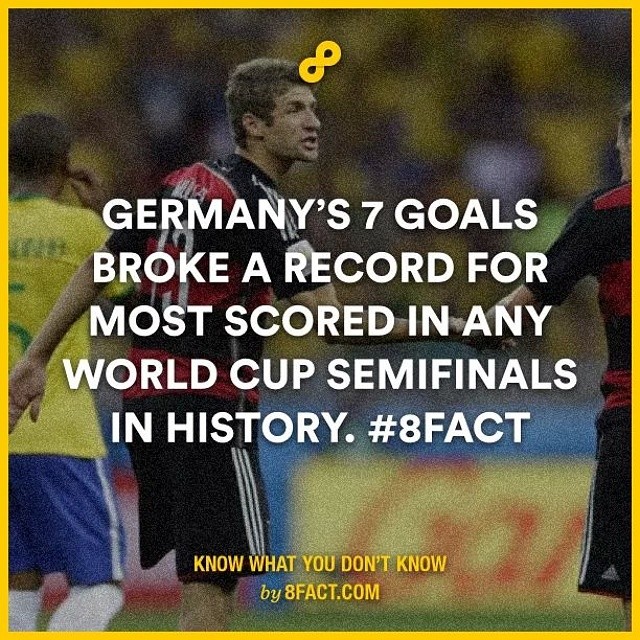 GERMANY'S 7 GOALS
BROKE A RECORD FOR
MOST SCORED IN ANY
WORLD CUP SEMIFINALS
IN HISTORY. #8FACT
KNOW WHAT YOU DON'T KNOW
by 8FACT.COM